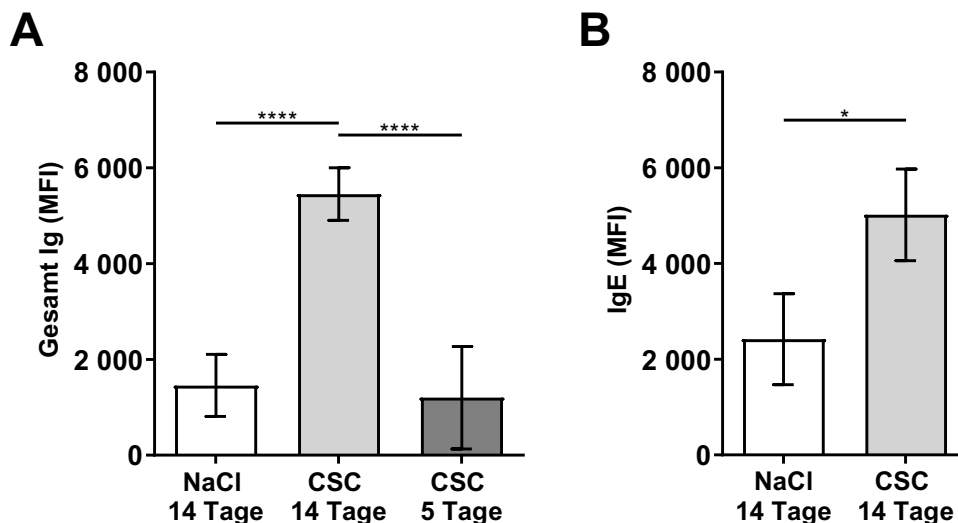 A
Gesamt Ig (MFI)
8 000
6 000
4 000
2 000
0
****
****
NaCl
14 Tage
CSC
14 Tage
CSC
5 Tage
B
IgE (MFI)
8 000
6 000
4 000
2 000
0
*
NaCl
14 Tage
CSC
14 Tage